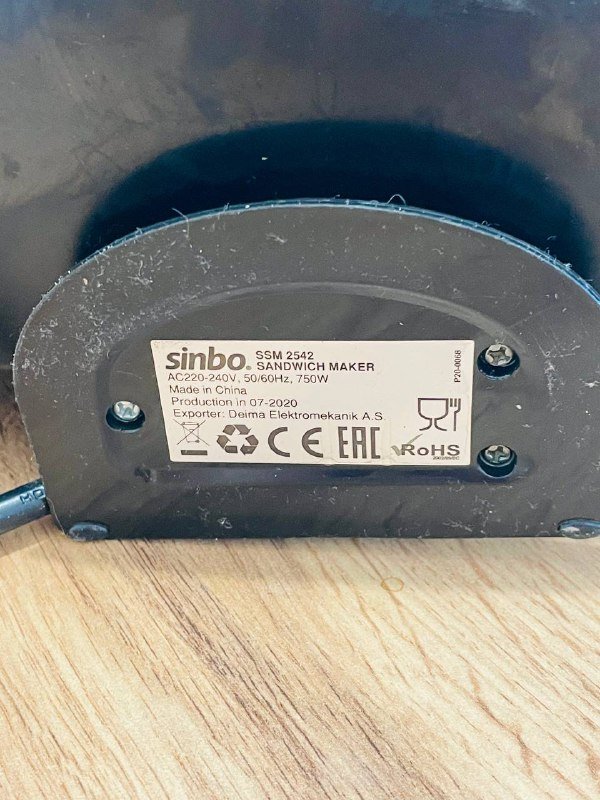 sinbo. SSM 2542
SANDWICH MAKER
AC220-240V, 50/60Hz, 750W
Made in China
Production in 07-2020
Exporter: Deima Elektromekanik A.S.
P20-0068
CE EAC RoHS